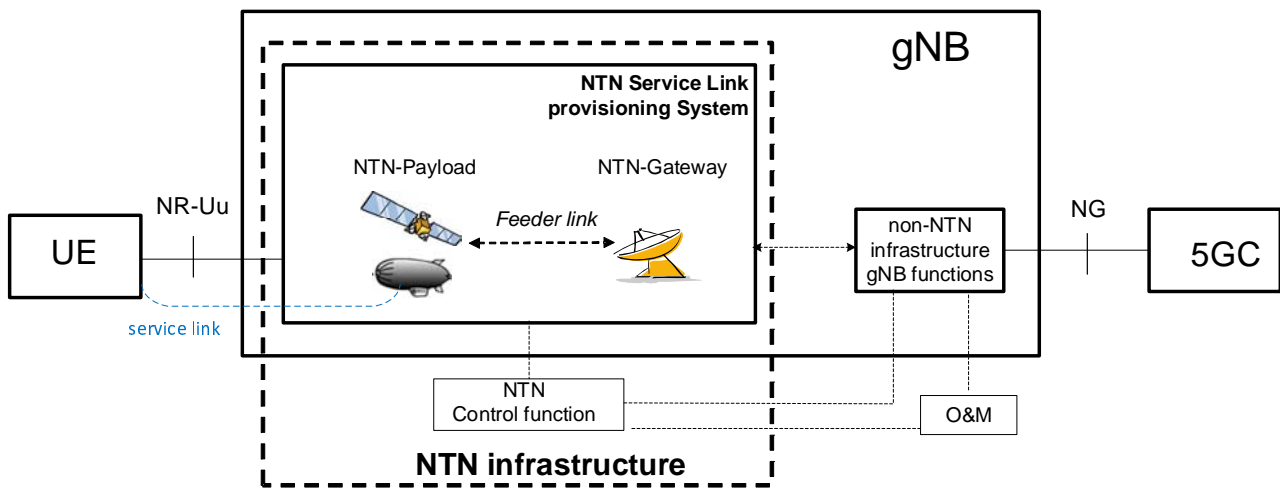 gNB
NTN Service Link
provisioning System
NTN-Payload
NTN-Gateway
Feeder link
NR-Uu
UE
service link
non-NTN
infrastructure
gNB functions
NG
5GC
NTN
Control function
O&M
NTN infrastructure